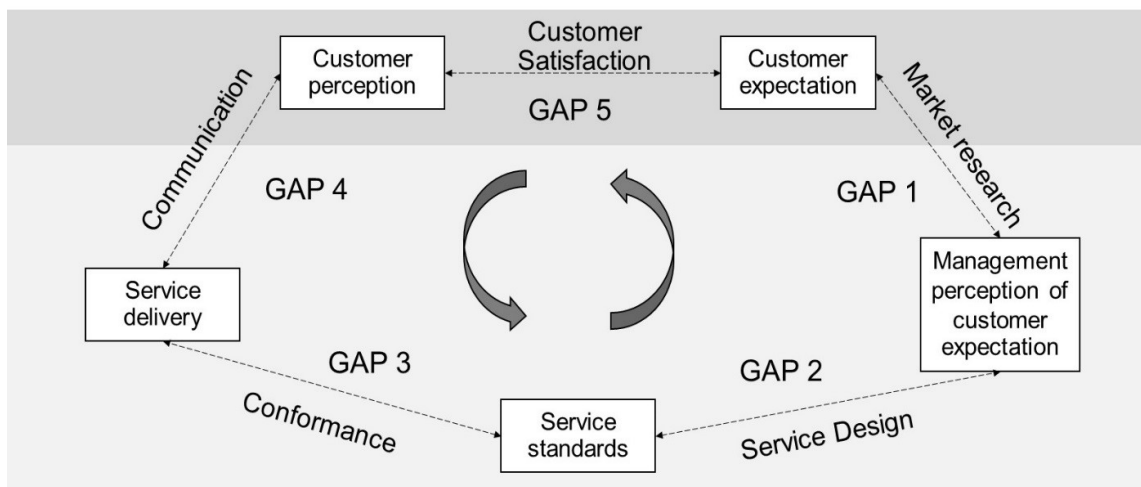 Customer
Satisfaction
Customer
perception
Customer
expectation
GAP 5
Communication
Market research
GAP 4
GAP 1
Service
delivery
Management
perception of
customer
expectation
GAP 3
GAP 2
Conformance
Service
standards
Service Design